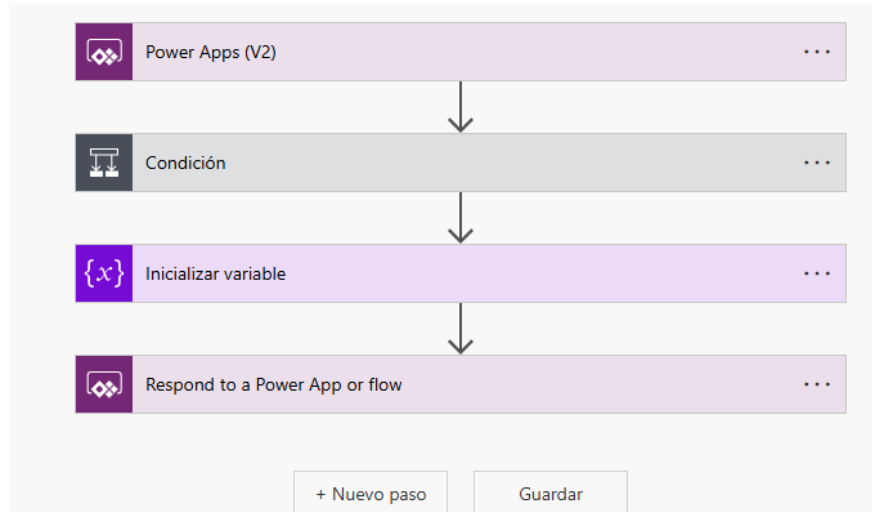 Power Apps (V2)
Condición
{x} Inicializar variable
Respond to a Power App or flow
+ Nuevo paso Guardar